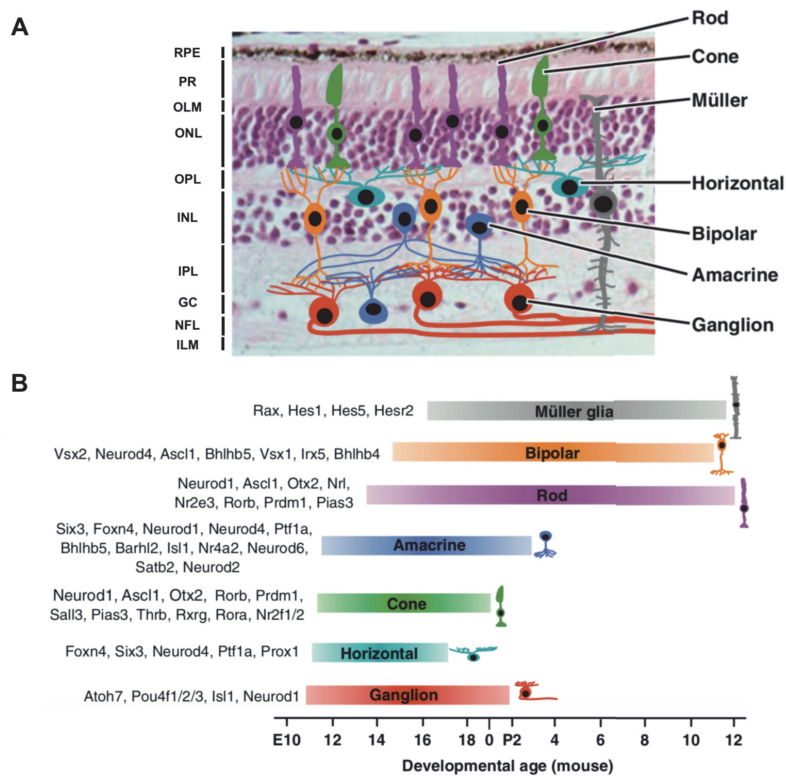 A
RPE
PR
OLM
ONL
OPL
INL
IPL
GC
NFL
ILM
Rod
Cone
Müller
Horizontal
Bipolar
Amacrine
Ganglion
B
Rax, Hes1, Hes5, Hesr2
Müller glia
Vsx2, Neurod4, Ascl1, Bhlhb5, Vsx1, Irx5, Bhlhb4
Bipolar
Neurod1, Ascl1, Otx2, Nrl,
Nr2e3, Rorb, Prdm1, Pias3
Rod
Six3, Foxn4, Neurod1, Neurod4, Ptf1a,
Bhlhb5, Barhl2, Isl1, Nr4a2, Neurod6,
Satb2, Neurod2
Amacrine
Neurod1, Ascl1, Otx2, Rorb, Prdm1,
Sall3, Pias3, Thrb, Rxrg, Rora, Nr2f1/2
Cone
Foxn4, Six3, Neurod4, Ptf1a, Prox1
Horizontal
Atoh7, Pou4f1/2/3, Isl1, Neurod1
Ganglion
E10 12 14 16 18 0 P2 4 6 8 10 12
Developmental age (mouse)